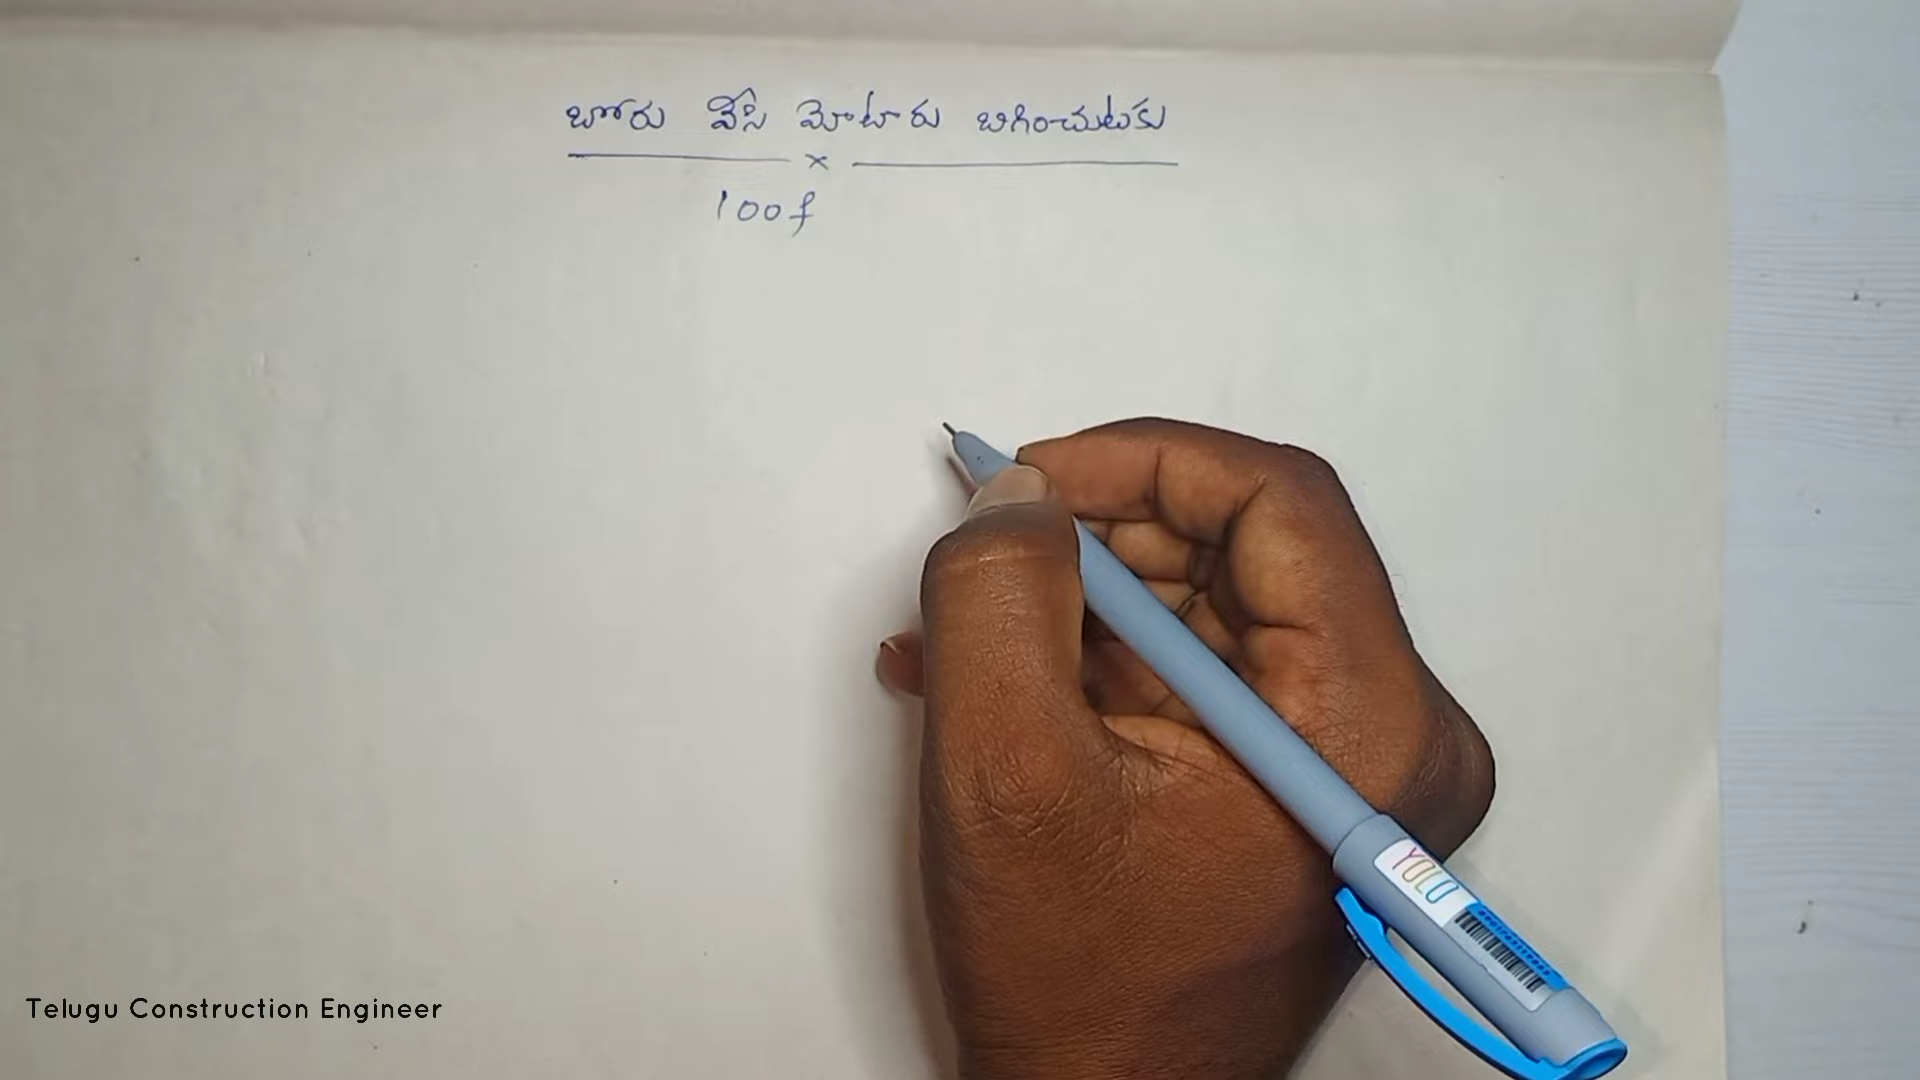 బోరు వేసి మోటారు బిగించుటకు
x
100f
YOLO
Telugu Construction Engineer